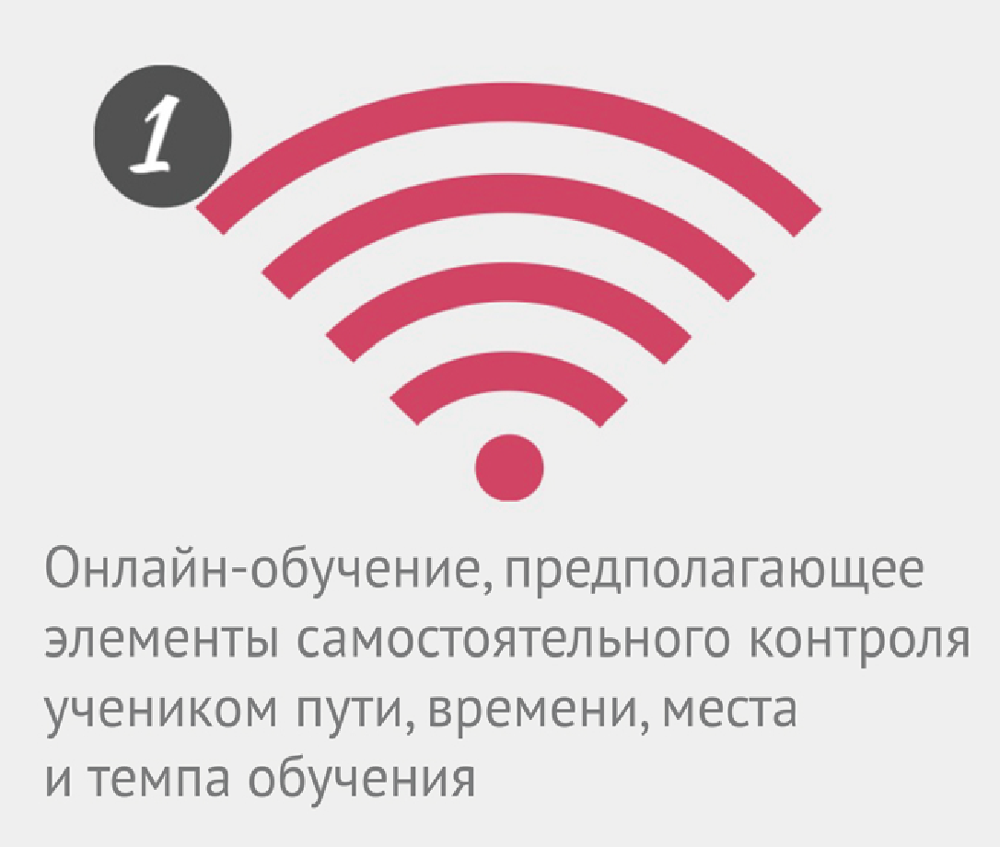 1
Онлайн-обучение, предполагающее
элементы самостоятельного контроля
учеником пути, времени, места
и темпа обучения